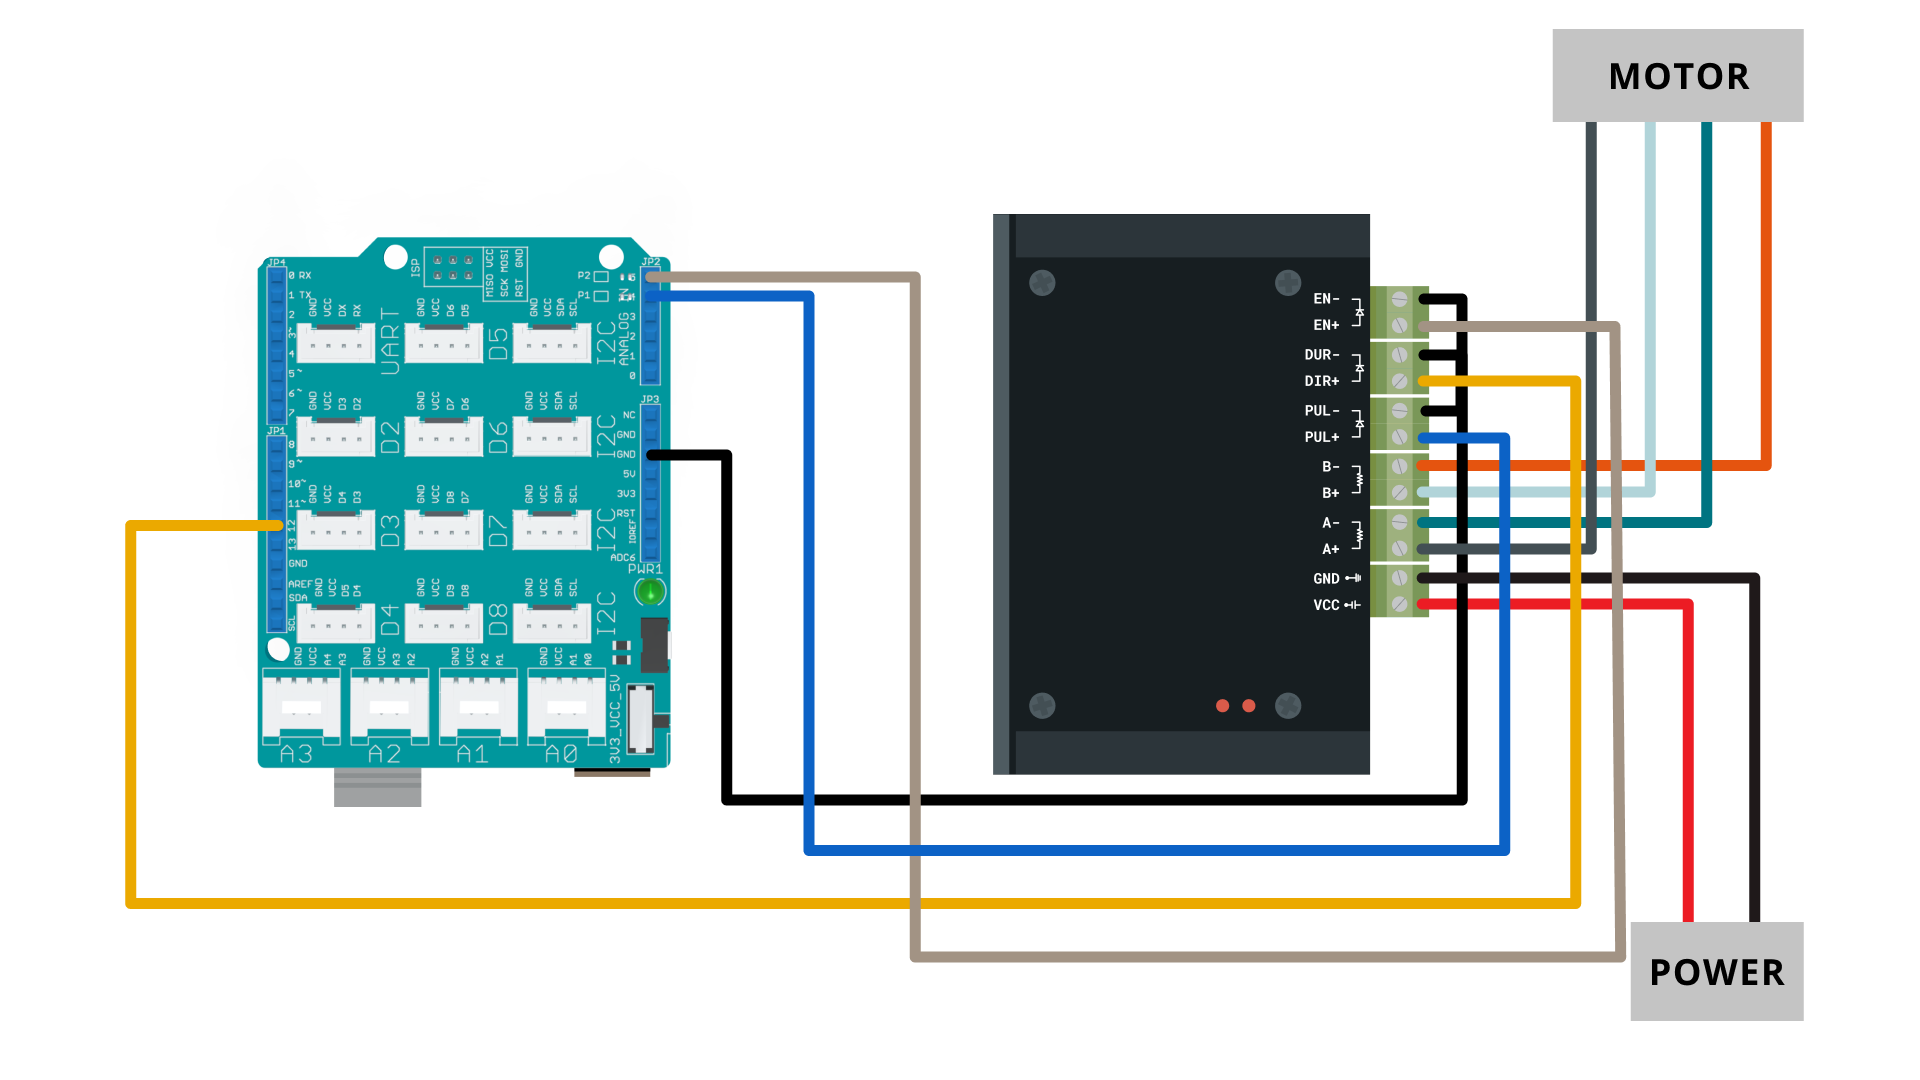 MOTOR
JP4
0 RX
1 TX
2
3~
4
5~
6~
7
JP1
8
9~
10~
11~
12
13
GND
AREF
SDA
SCL
ISP
MISO VCC
SCK MOSI
RST GND
P2
P1
JP2
3
2
1
0
ANALOG IN
GND VCC DX RX
UART
GND VCC D6 D5
D5
GND VCC SDA SCL
I2C
GND VCC D3 D2
D2
GND VCC D7 D6
D6
GND VCC SDA SCL
I2C
GND VCC D4 D3
D3
GND VCC D8 D7
D7
GND VCC SDA SCL
I2C
GND VCC D5 D4
D4
GND VCC D9 D8
D8
GND VCC SDA SCL
I2C
JP3
NC
GND
GND
5V
3V3
RST
IOREF
ADC6
PWR1
GND VCC A4 A3
A3
GND VCC A3 A2
A2
GND VCC A2 A1
A1
GND VCC A1 A0
A0
3V3_VCC_5V
EN-
EN+
DUR-
DIR+
PUL-
PUL+
B-
B+
A-
A+
GND
VCC
POWER